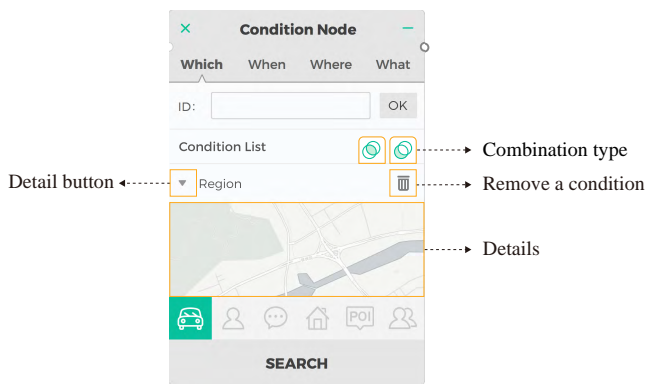 × Condition Node −
Which When Where What
ID: OK
Condition List
Combination type
Detail button
Region
Remove a condition
Details
POI
SEARCH